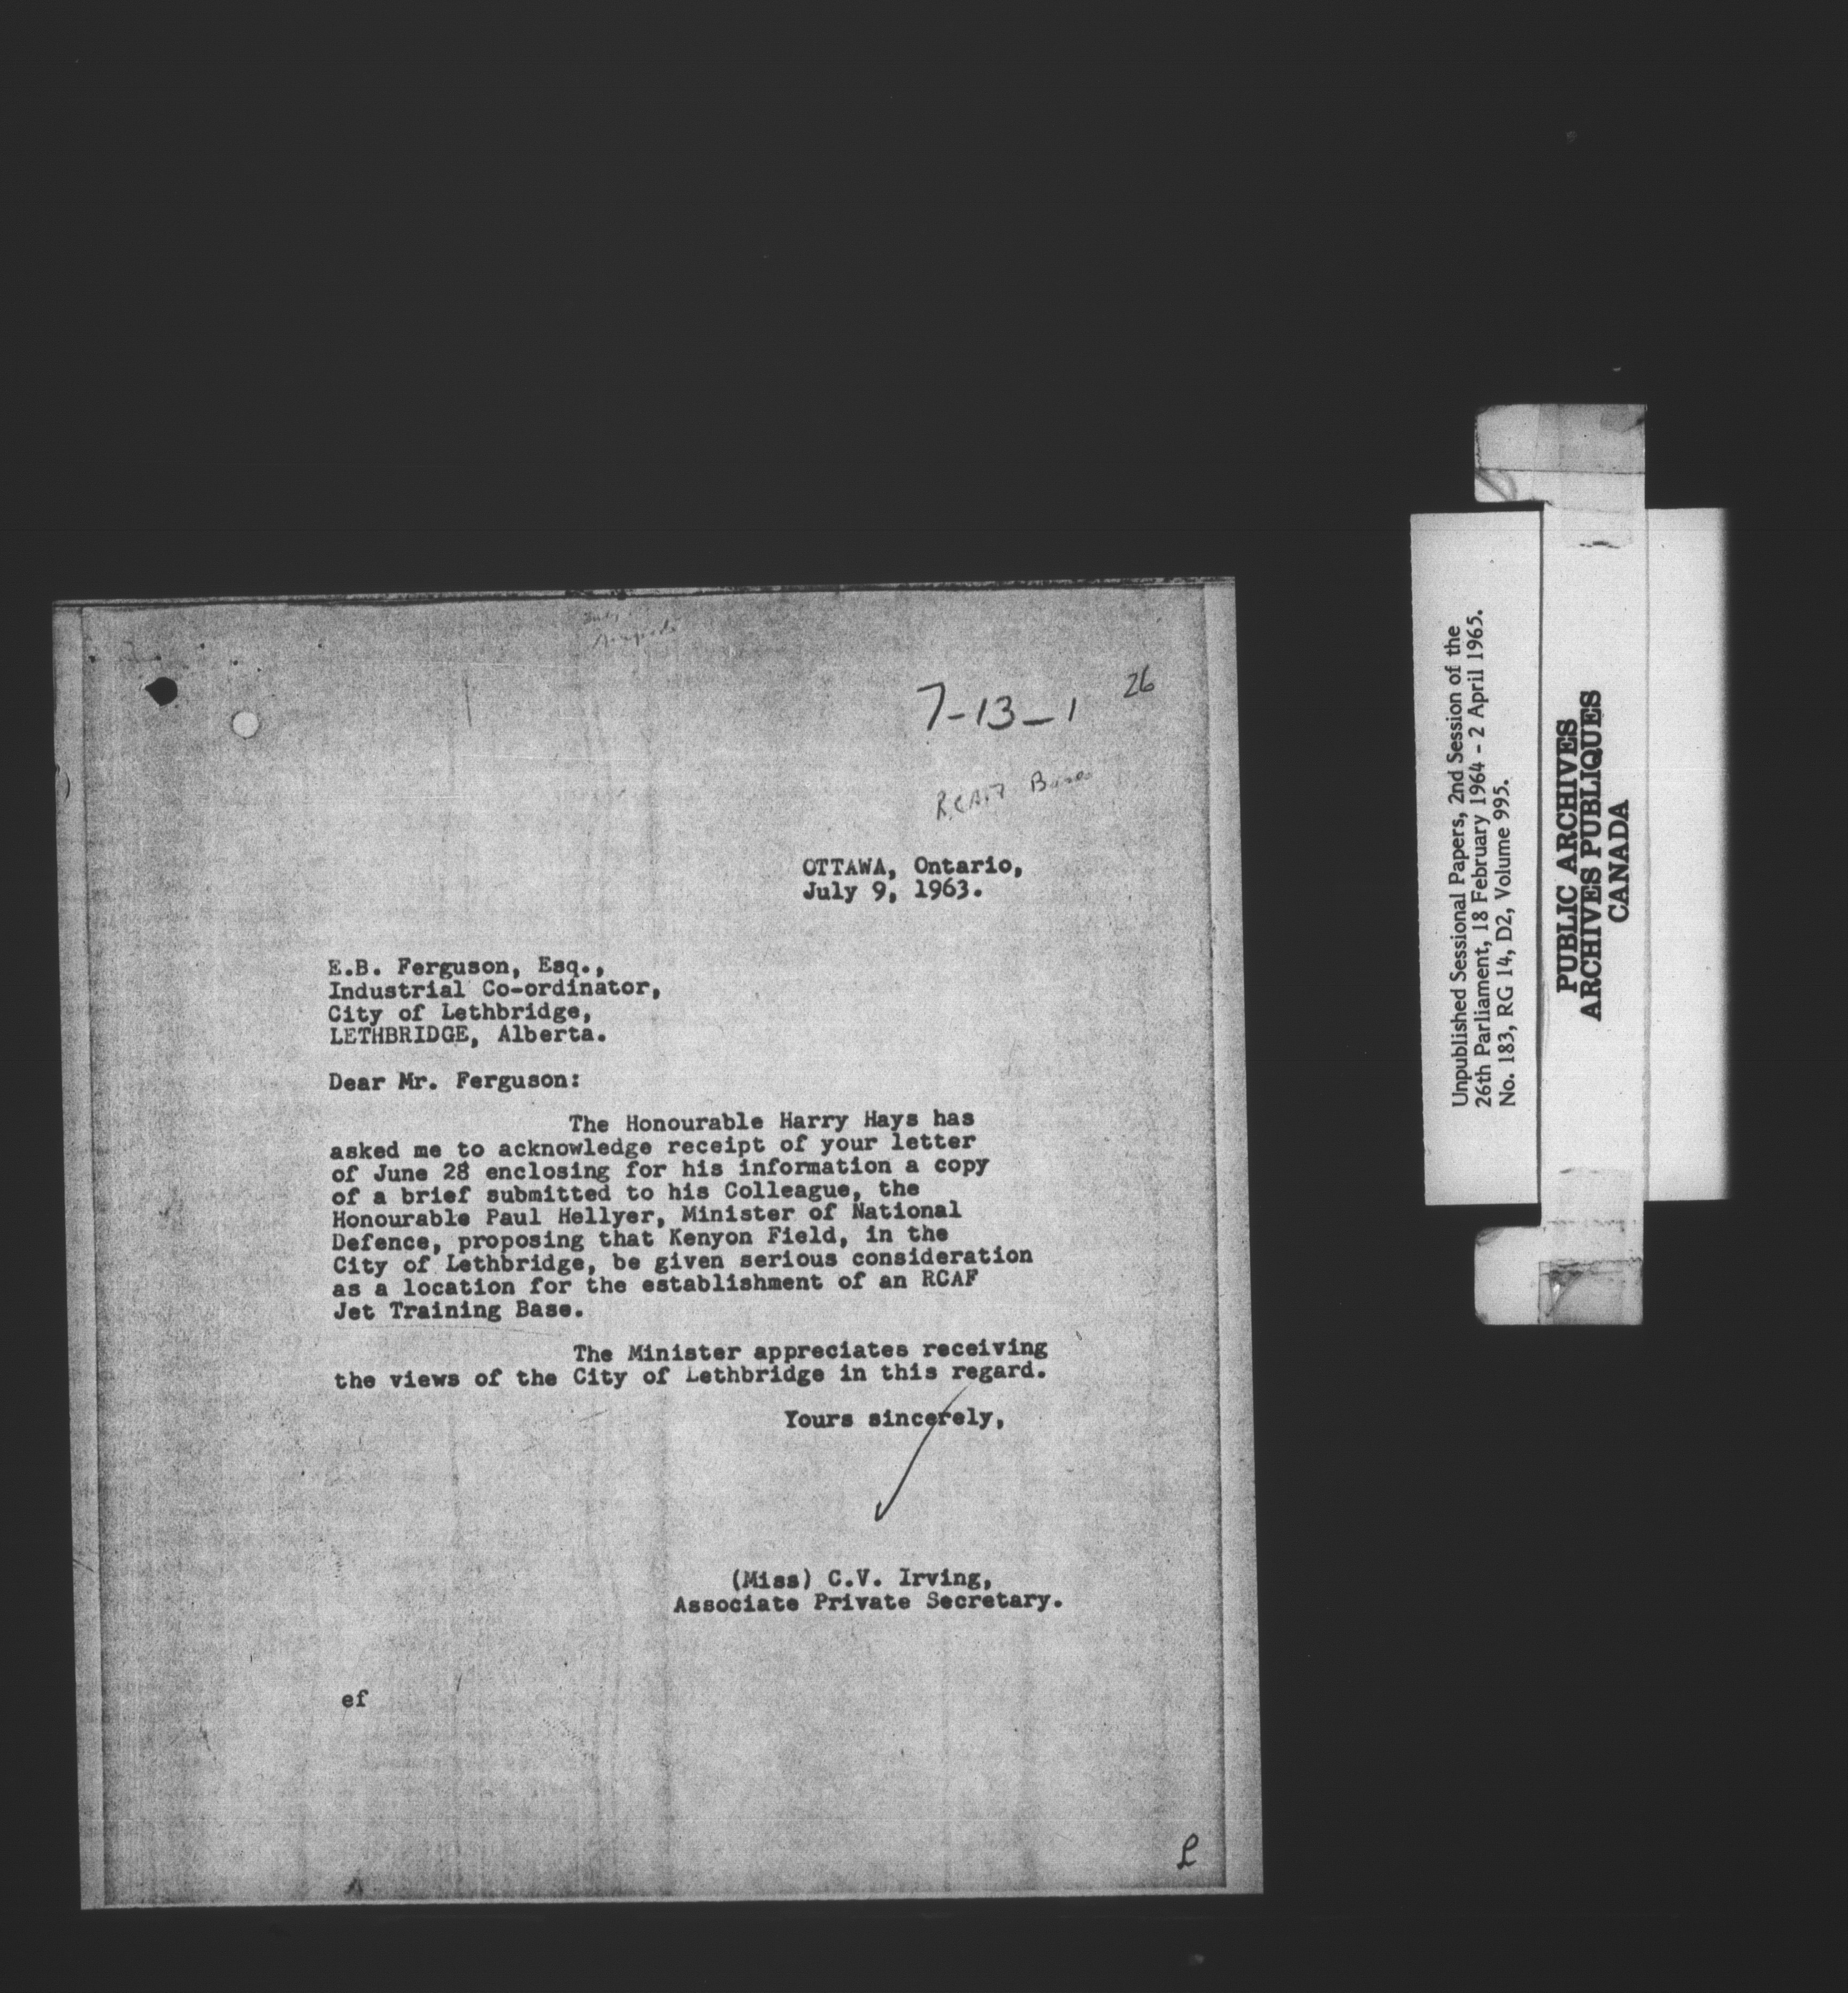 7-13-1 26
RCAF Bases
OTTAWA, Ontario,
July 9, 1963.
E.B. Ferguson, Esq.,
Industrial Co-ordinator,
City of Lethbridge,
LETHBRIDGE, Alberta.
Dear Mr. Ferguson:
The Honourable Harry Hays has
asked me to acknowledge receipt of your letter
of June 28 enclosing for his information a copy
of a brief submitted to his Colleague, the
Honourable Paul Hellyer, Minister of National
Defence, proposing that Kenyon Field, in the
City of Lethbridge, be given serious consideration
as a location for the establishment of an RCAF
Jet Training Base.
The Minister appreciates receiving
the views of the City of Lethbridge in this regard.
Yours sincerely,
(Miss) C.V. Irving,
Associate Private Secretary.
ef
Unpublished Sessional Papers, 2nd Session of the
26th Parliament, 18 February 1964 - 2 April 1965.
No. 183, RG 14, D2, Volume 995.
PUBLIC ARCHIVES
ARCHIVES PUBLIQUES
CANADA